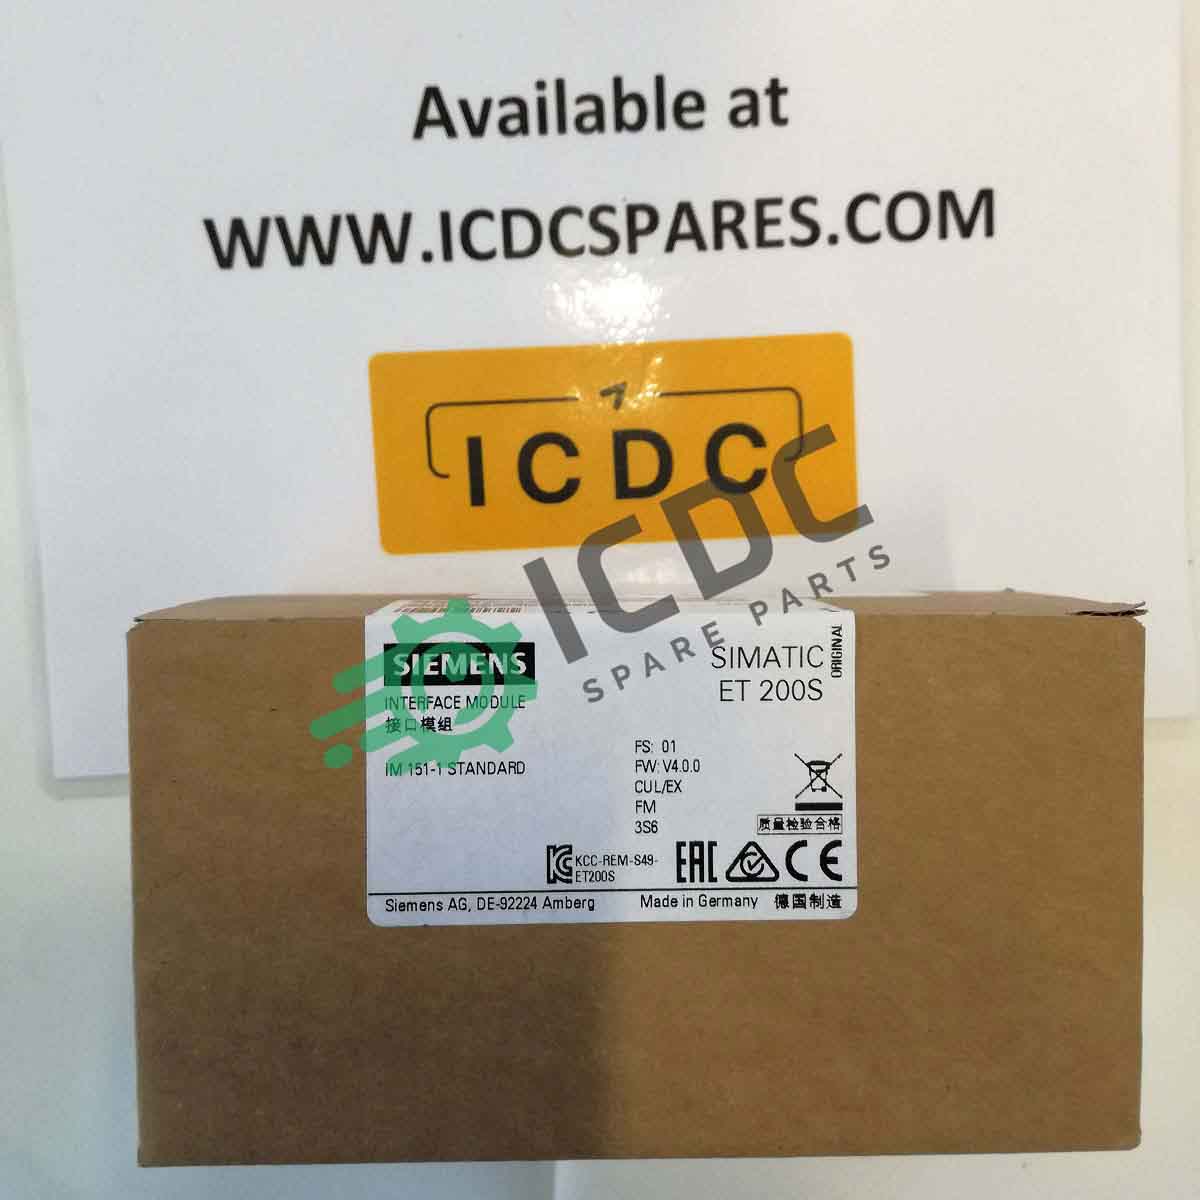 Available at
WWW.ICDCSPARES.COM
ICDC
ICDC
SPARE PARTS
SIEMENS
SIMATIC
ET 200S
ORIGINAL
INTERFACE MODULE
接口模组
IM 151-1 STANDARD
FS: 01
FW: V4.0.0
CUL/EX
FM
3S6
质量检验合格
KCC-REM-S49-
ET200S
EAC
CE
Siemens AG, DE-92224 Amberg
Made in Germany 德国制造